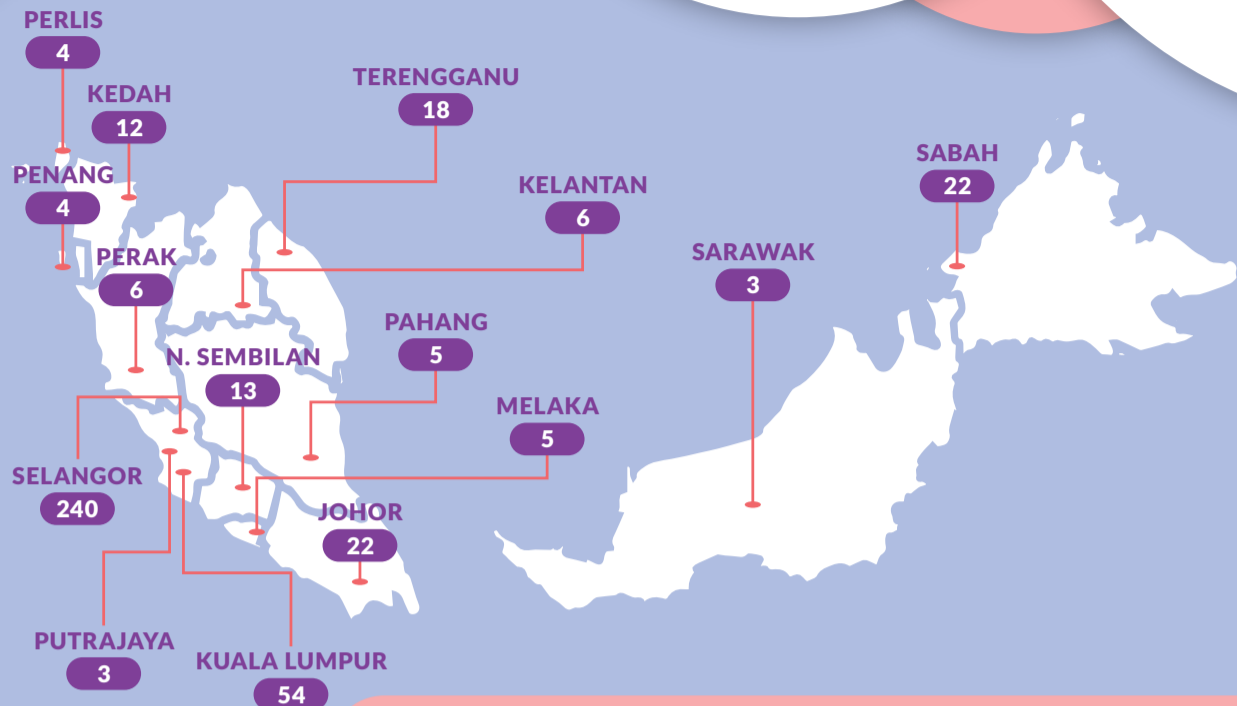 PERLIS
4
KEDAH
12
PENANG
4
PERAK
6
TERENGGANU
18
KELANTAN
6
PAHANG
5
N. SEMBILAN
13
MELAKA
5
SELANGOR
240
JOHOR
22
PUTRAJAYA
3
KUALA LUMPUR
54
SARAWAK
3
SABAH
22